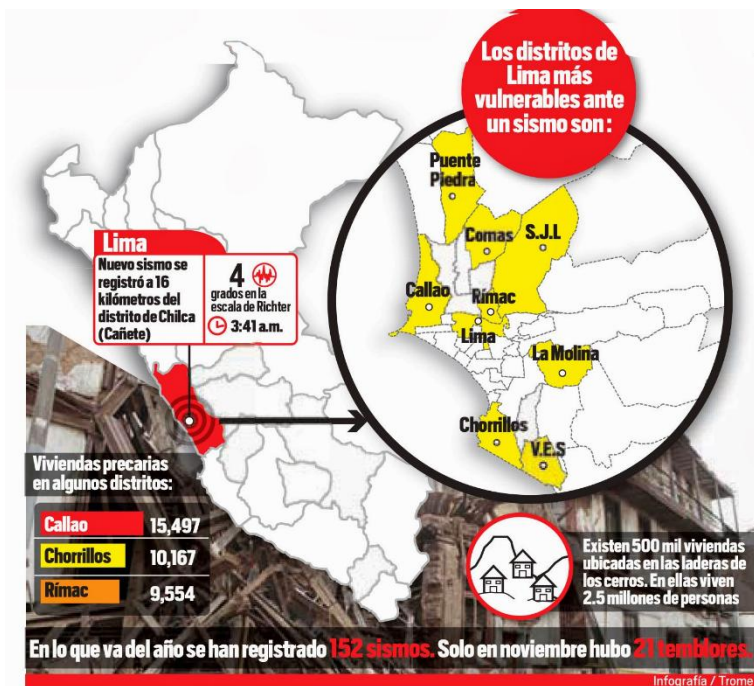 Los distritos de
Lima más
vulnerables ante
un sismo son:
Puente
Piedra
Comas
S.J.L
Callao
Rímac
Lima
La Molina
Chorrillos
V.E.S
Lima
Nuevo sismo se
registró a 16
kilómetros del
distrito de Chilca
(Cañete)
4
grados en la
escala de Richter
3:41 a.m.
Viviendas precarias
en algunos distritos:
Callao 15,497
Chorrillos 10,167
Rímac 9,554
Existen 500 mil viviendas
ubicadas en las laderas de
los cerros. En ellas viven
2.5 millones de personas
En lo que va del año se han registrado 152 sismos. Solo en noviembre hubo 21 temblores.
Infografía / Trome